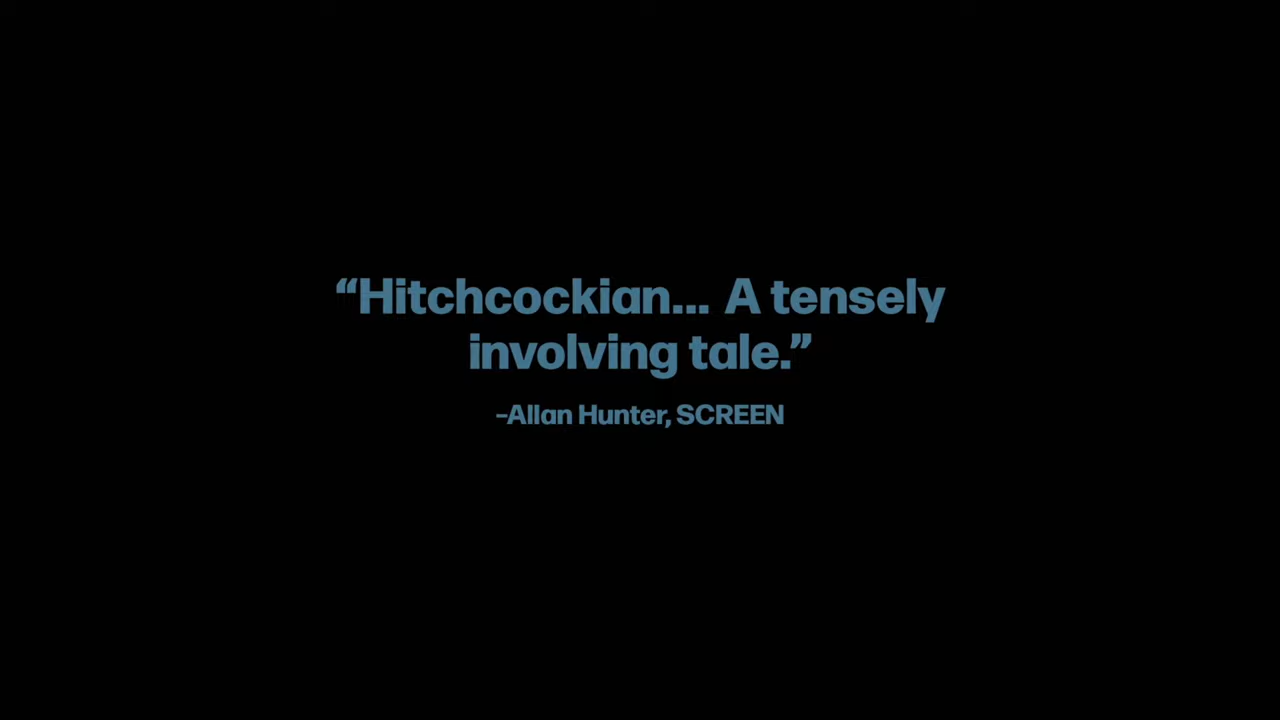 “Hitchcockian... A tensely
involving tale.”
–Allan Hunter, SCREEN